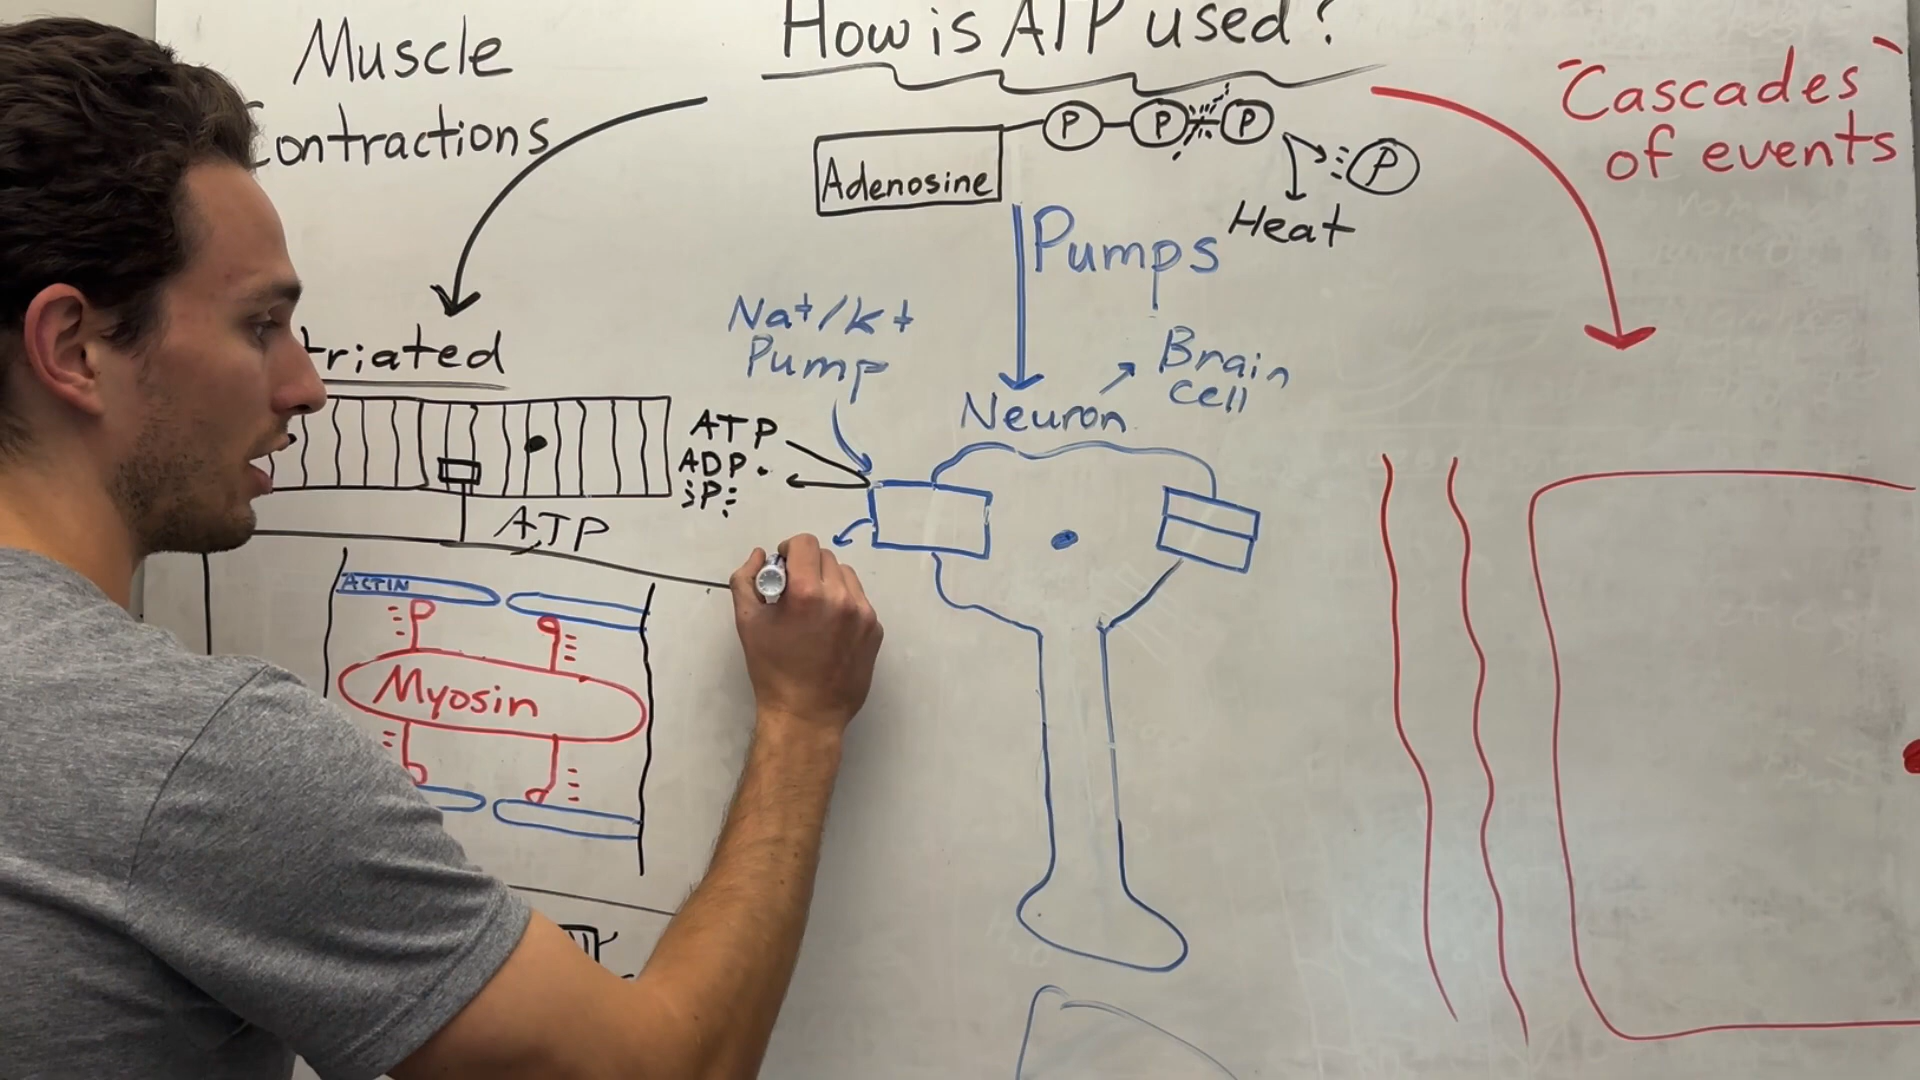 How is ATP used?
Muscle
Contractions
"Cascades"
of events
P P P
P
Adenosine
Heat
Pumps
Na+/K+
Pump
Brain
cell
triated
Neuron
ATP
ADP
P
ATP
ACTIN
Myosin